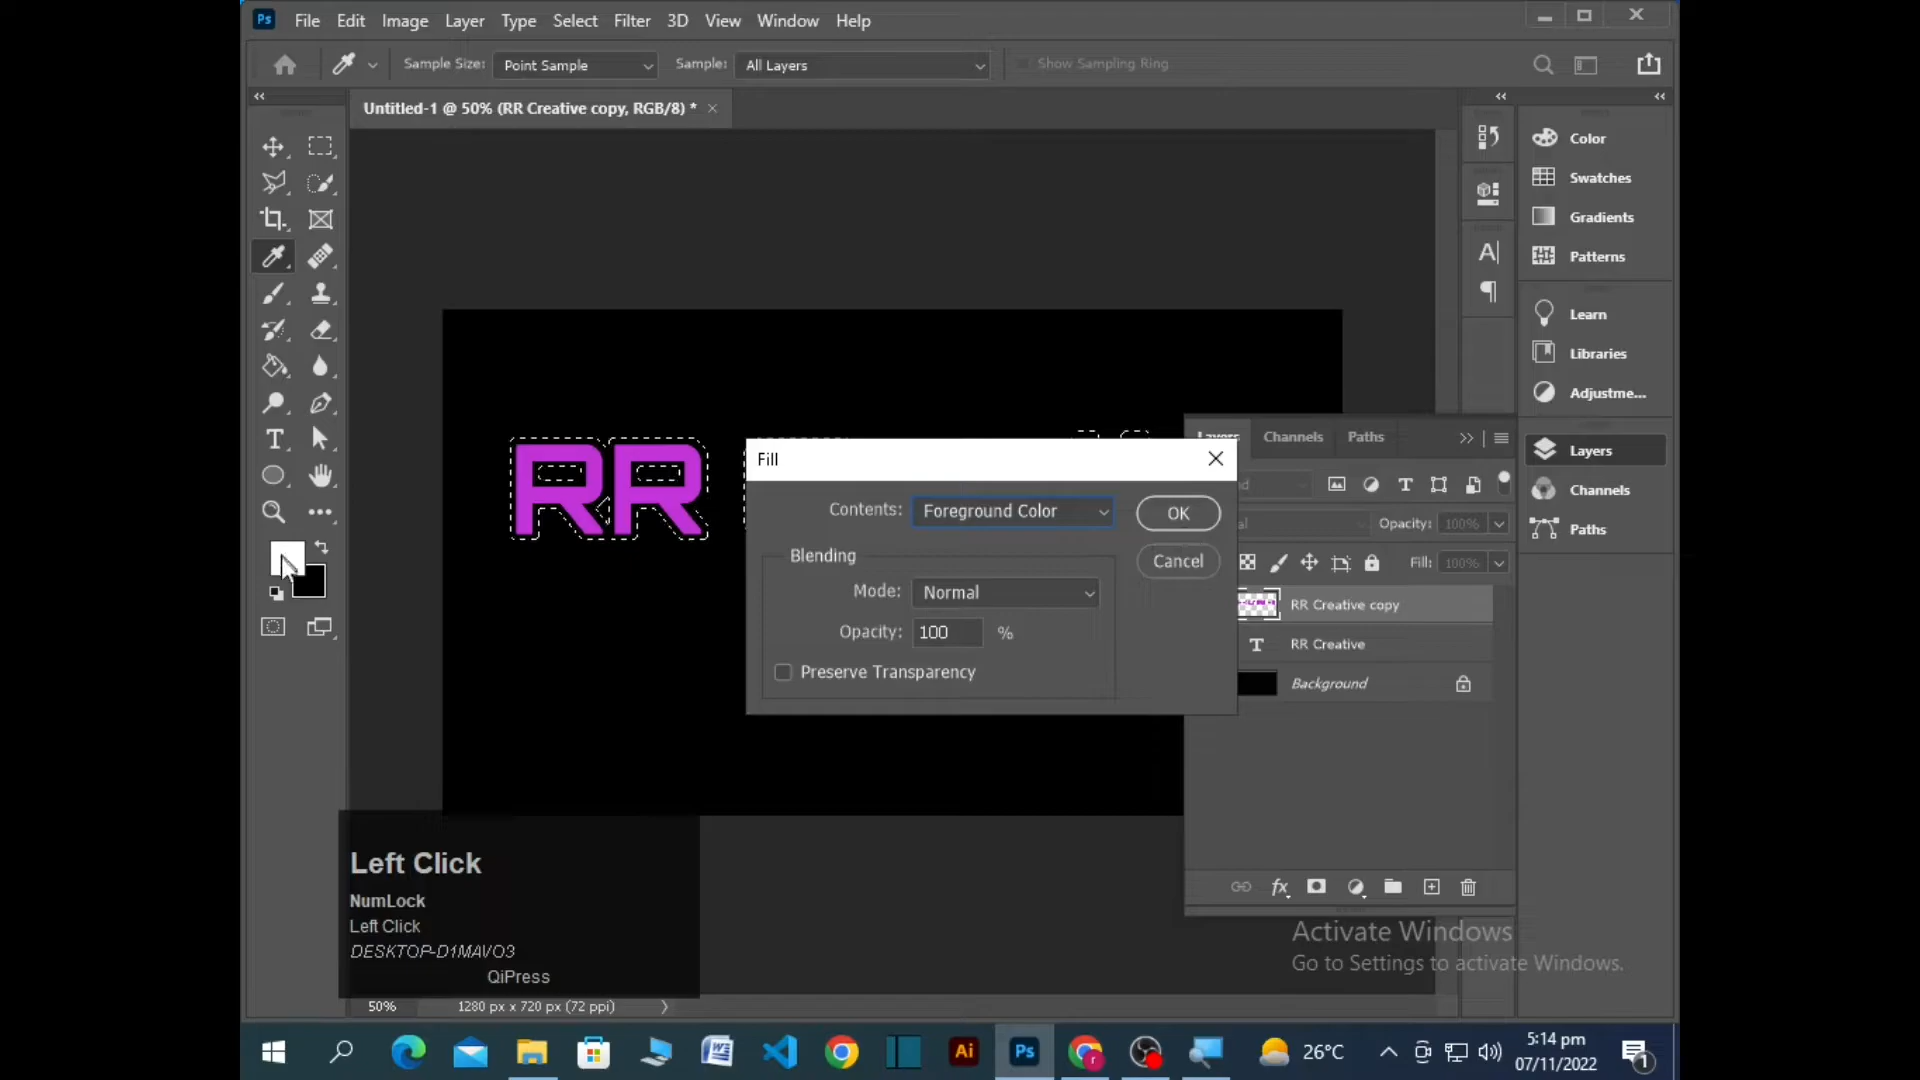 Ps File Edit Image Layer Type Select Filter 3D View Window Help
Sample Size: Point Sample Sample: All Layers Show Sampling Ring
Untitled-1 @ 50% (RR Creative copy, RGB/8) *
RR
Color
Swatches
Gradients
Patterns
Learn
Libraries
Adjustme...
Layers
Channels
Paths
Fill
Contents: Foreground Color
OK
Blending
Cancel
Mode: Normal
Opacity: 100 %
Preserve Transparency
Layers Channels Paths
Opacity: 100%
Fill: 100%
RR Creative copy
RR Creative
Background
fx
Left Click
NumLock
Left Click
DESKTOP-D1MAVO3
QiPress
Activate Windows
Go to Settings to activate Windows.
50% 1280 px x 720 px (72 ppi)
Ai Ps 26°C
5:14 pm
07/11/2022
1